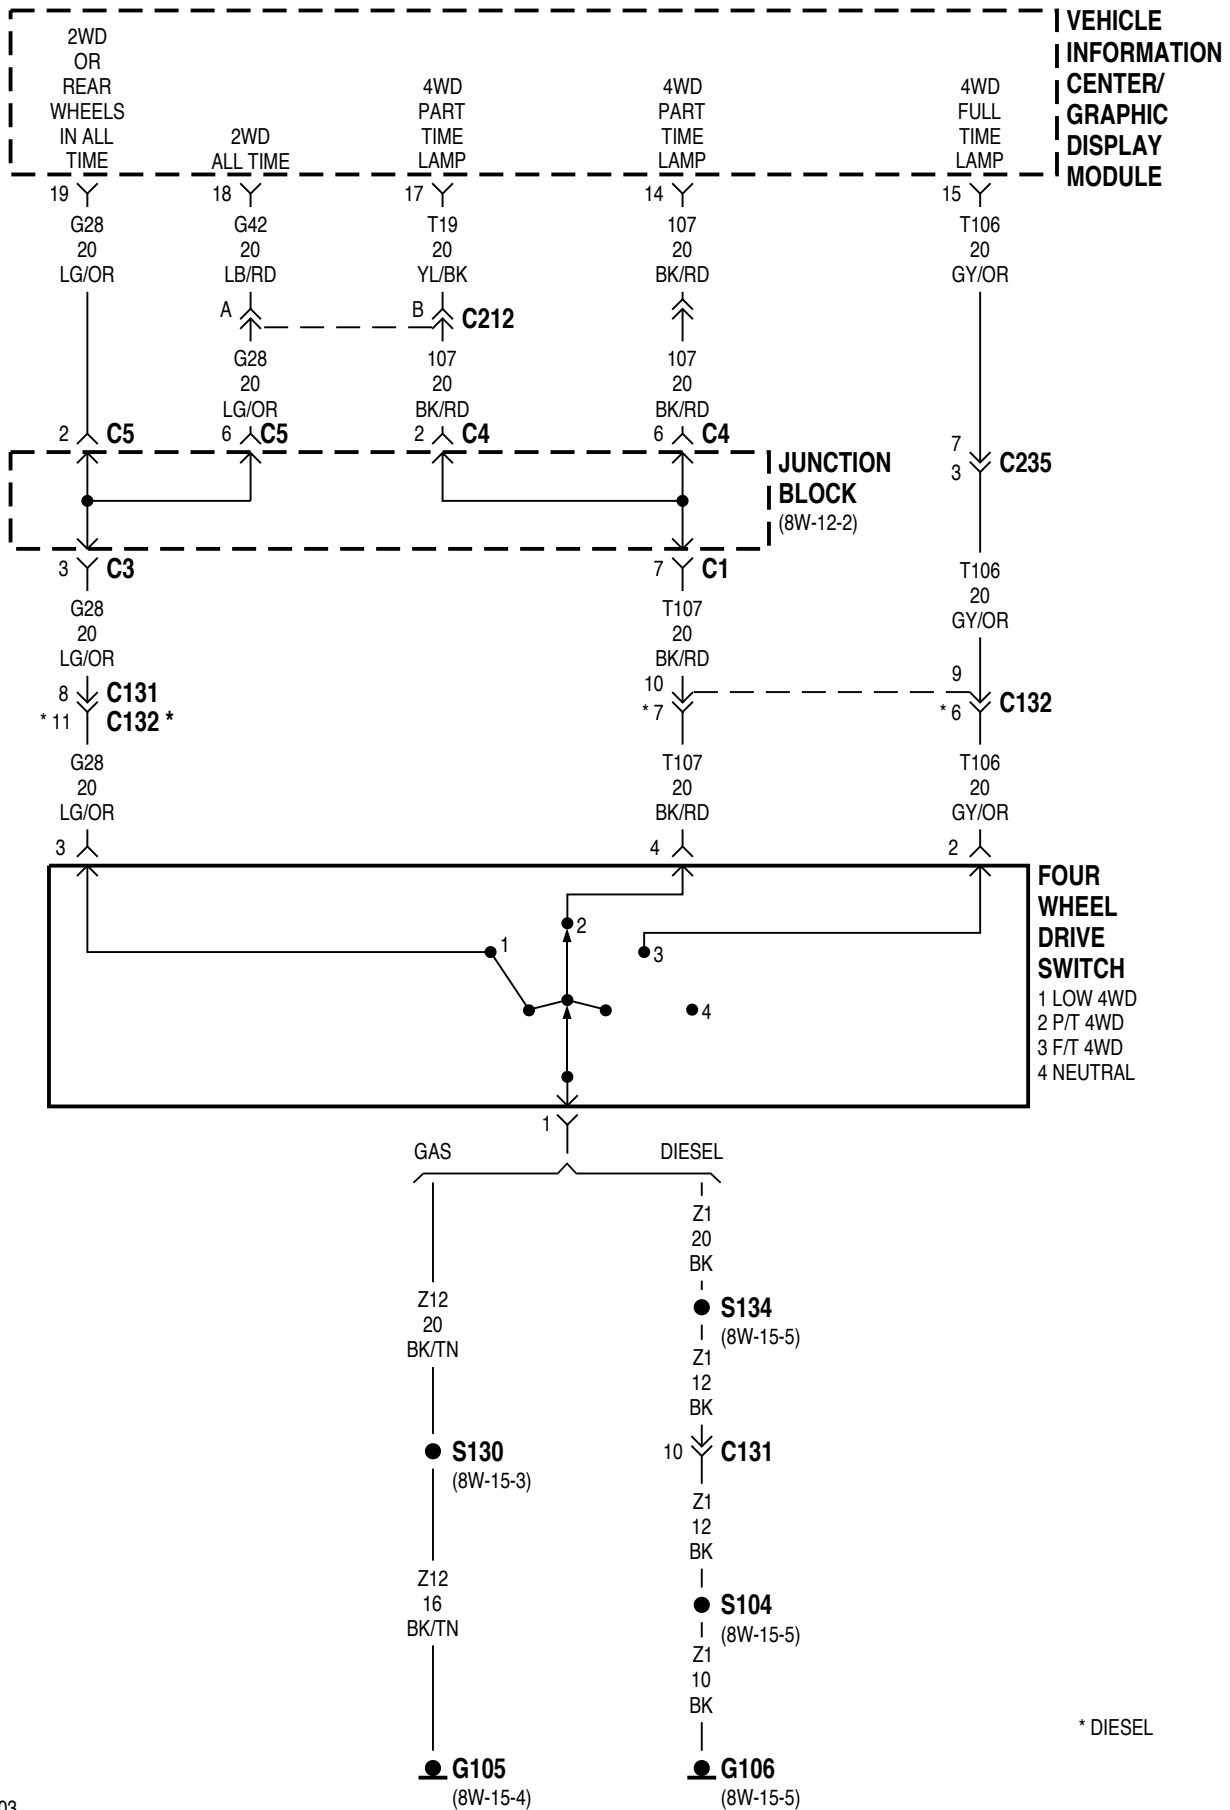 VEHICLE
INFORMATION
CENTER/
GRAPHIC
DISPLAY
MODULE
2WD
OR
REAR
WHEELS
IN ALL
TIME
2WD
ALL TIME
4WD
PART
TIME
LAMP
4WD
PART
TIME
LAMP
4WD
FULL
TIME
LAMP
19
18
17
14
15
G28
20
LG/OR
G42
20
LB/RD
T19
20
YL/BK
107
20
BK/RD
T106
20
GY/OR
A
B
C212
G28
20
LG/OR
107
20
BK/RD
107
20
BK/RD
2
C5
6
C5
2
C4
6
C4
7
3
C235
JUNCTION
BLOCK
(8W-12-2)
3
C3
7
C1
G28
20
LG/OR
T107
20
BK/RD
T106
20
GY/OR
8
C131
* 11
C132 *
10
* 7
9
* 6
C132
G28
20
LG/OR
T107
20
BK/RD
T106
20
GY/OR
3
4
2
FOUR
WHEEL
DRIVE
SWITCH
1 LOW 4WD
2 P/T 4WD
3 F/T 4WD
4 NEUTRAL
1
2
3
4
1
GAS
DIESEL
Z12
20
BK/TN
S130
(8W-15-3)
Z12
16
BK/TN
G105
(8W-15-4)
Z1
20
BK
S134
(8W-15-5)
Z1
12
BK
10
C131
Z1
12
BK
S104
(8W-15-5)
Z1
10
BK
G106
(8W-15-5)
* DIESEL